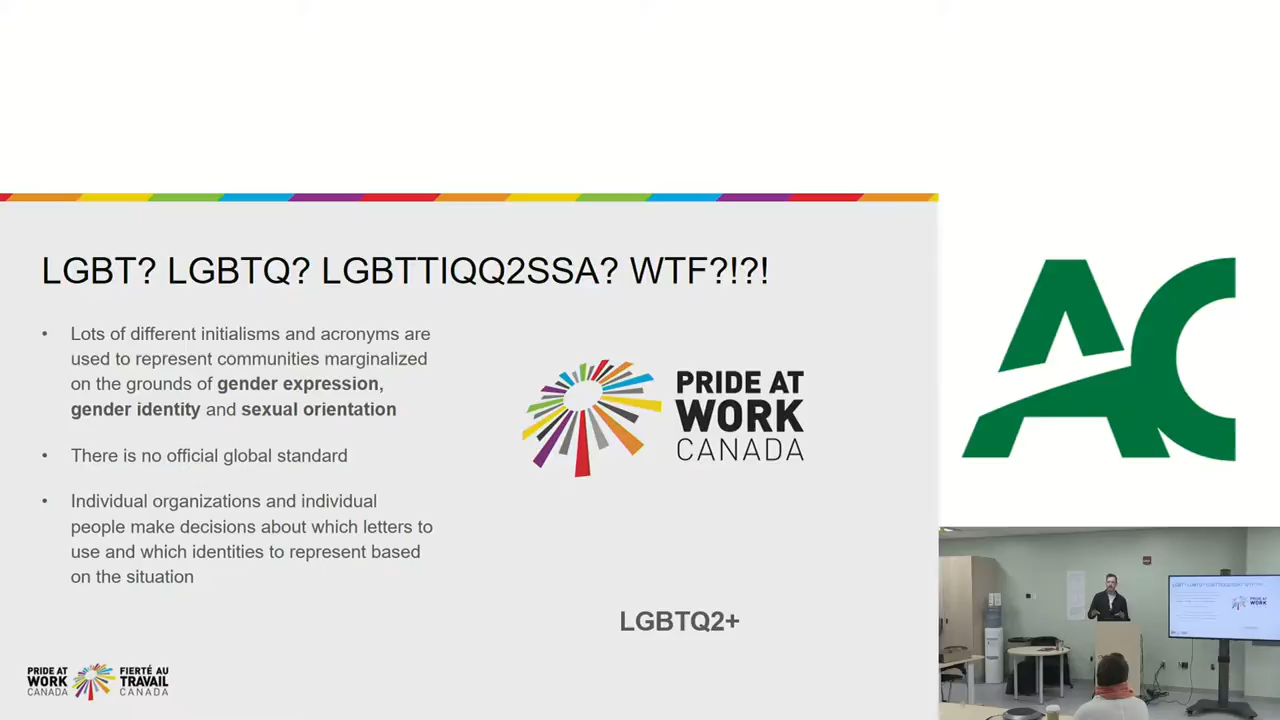 LGBT? LGBTQ? LGBTTIQQ2SSA? WTF?!?!
• Lots of different initialisms and acronyms are
used to represent communities marginalized
on the grounds of gender expression,
gender identity and sexual orientation
• There is no official global standard
• Individual organizations and individual
people make decisions about which letters to
use and which identities to represent based
on the situation
PRIDE AT
WORK
CANADA
LGBTQ2+
PRIDE AT
WORK
CANADA
FIERTÉ AU
TRAVAIL
CANADA
AC
PRIDE AT
WORK